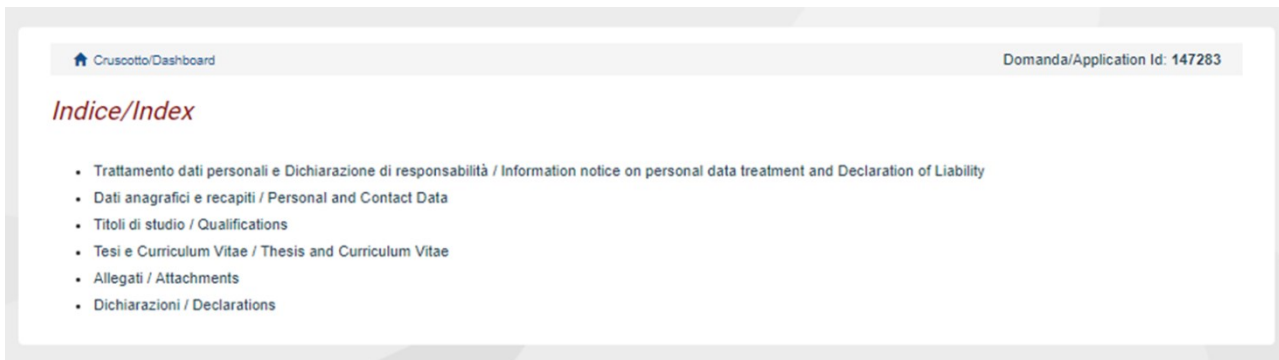 Cruscotto/Dashboard
Domanda/Application Id: 147283
Indice/Index
Trattamento dati personali e Dichiarazione di responsabilità / Information notice on personal data treatment and Declaration of Liability
Dati anagrafici e recapiti / Personal and Contact Data
Titoli di studio / Qualifications
Tesi e Curriculum Vitae / Thesis and Curriculum Vitae
Allegati / Attachments
Dichiarazioni / Declarations